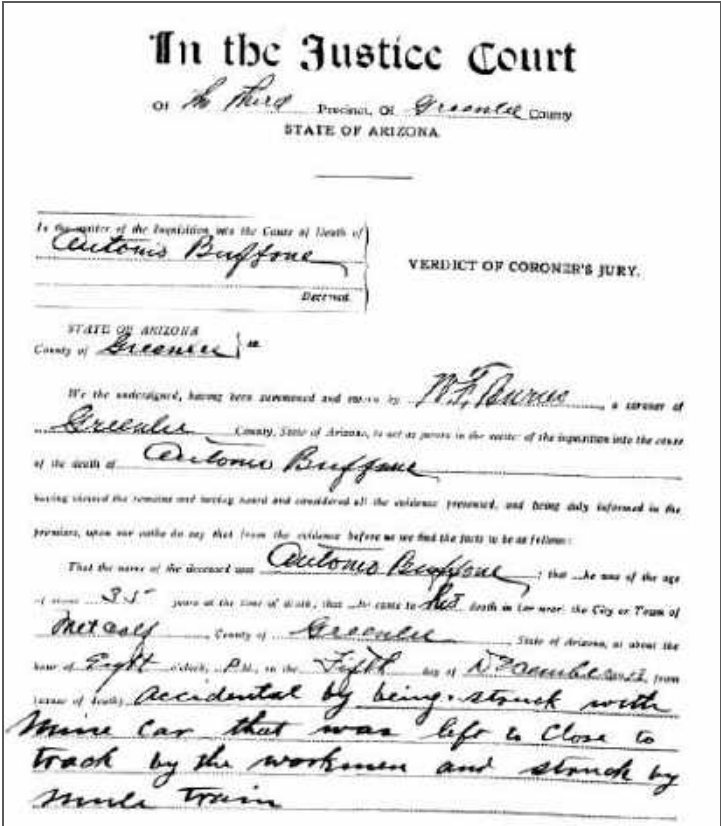 In the Justice Court
Of the Third Precinct, Of Greenlee County
STATE OF ARIZONA
In the matter of the Inquisition into the Cause of Death of
Antonio Buffone
Deceased.
VERDICT OF CORONER'S JURY.
STATE OF ARIZONA
County of Greenlee } ss
We the undersigned, having been summoned and sworn by W. F. Burns, a coroner of
Greenlee County, State of Arizona, to act as jurors in the matter of the inquisition into the cause
of the death of Antonio Buffone
having viewed the remains and having heard and considered all the evidence presented, and being duly informed in the
premises, upon our oaths do say that from the evidence before us we find the facts to be as follows:
That the name of the deceased was Antonio Buffone; that ...he was of the age
of about 35 years at the time of death; that ...he came to his death in (or near) the City or Town of
Metcalf, County of Greenlee, State of Arizona, at about the
hour of Eight o'clock, P.M., on the Fifth day of December from
(cause of death) accidental by being struck with
mine car that was left to close to
track by the workmen and struck by
mule train